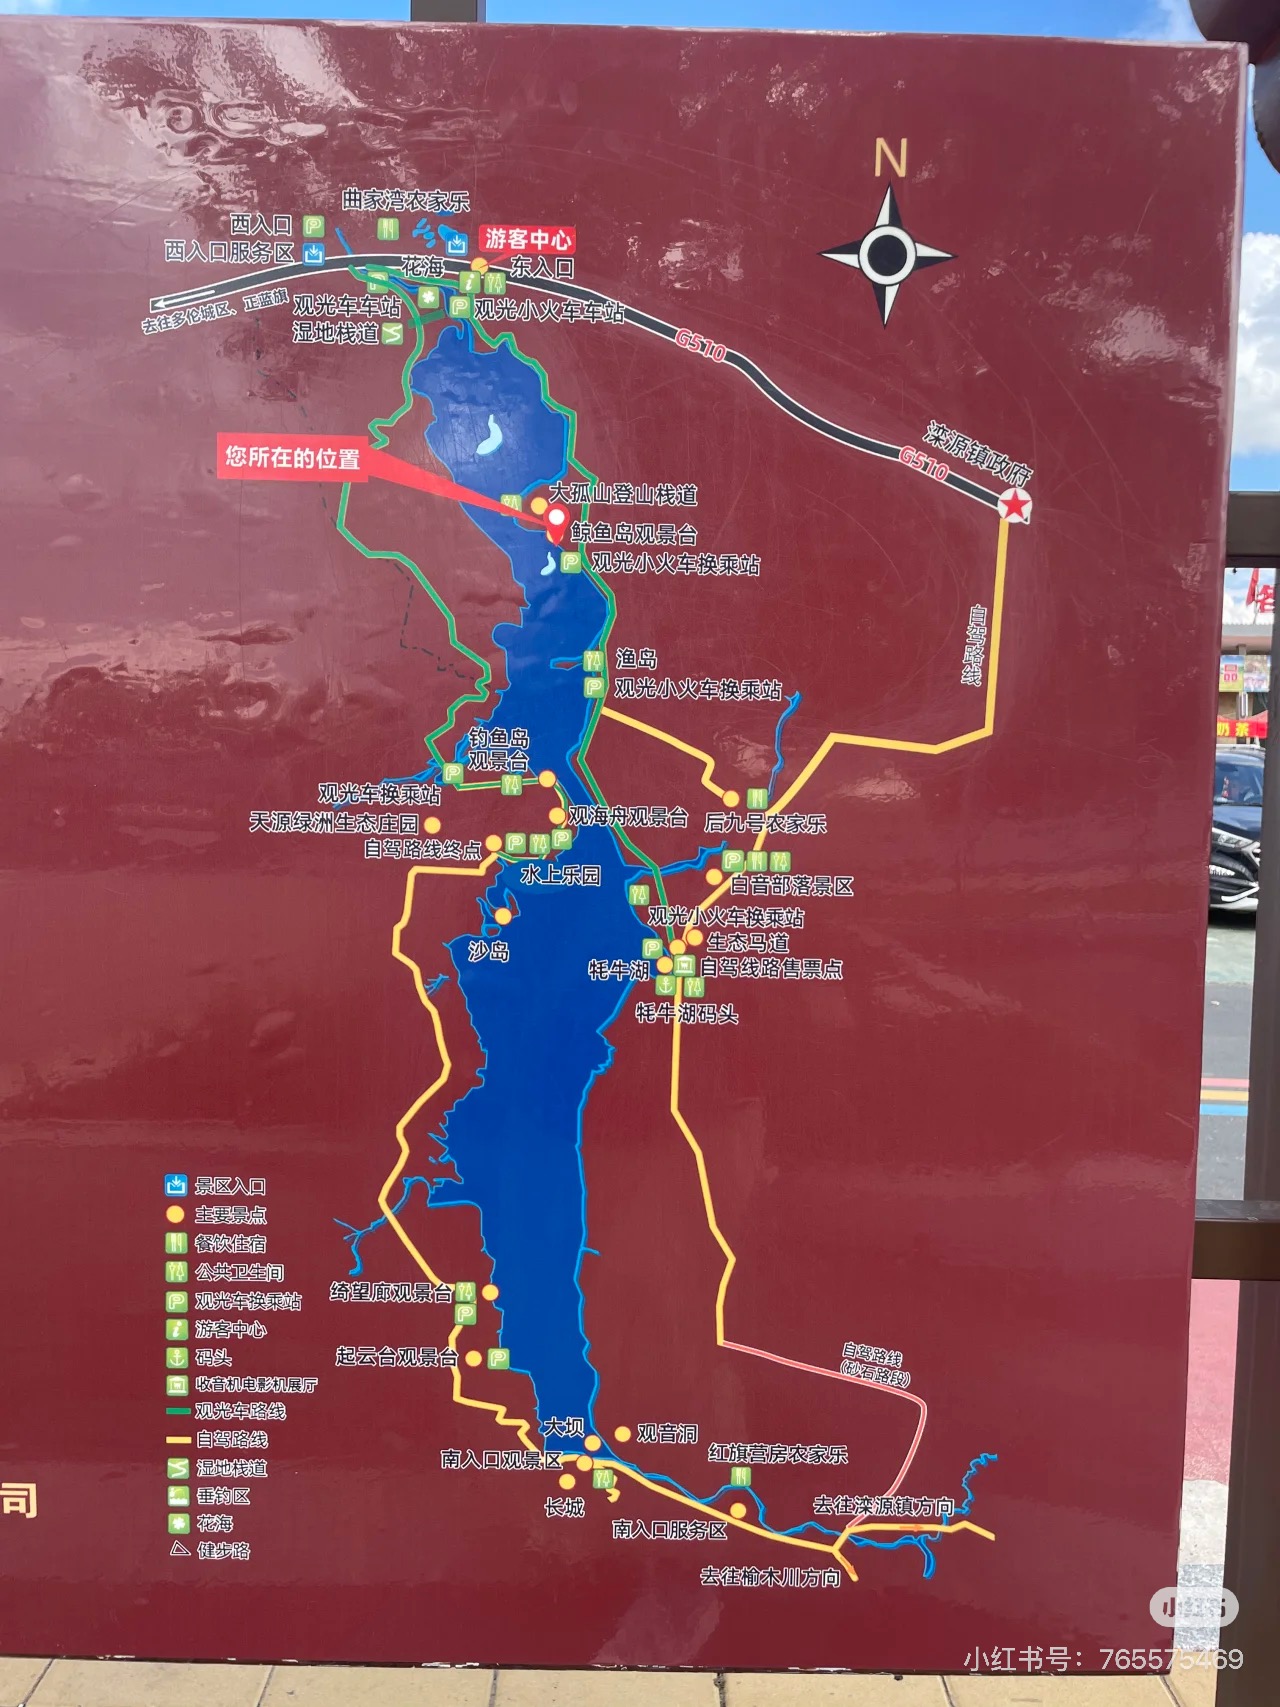 N
曲家湾农家乐
西入口
西入口服务区
游客中心
花海
东入口
去往多伦城区、正蓝旗
观光车车站
观光小火车车站
湿地栈道
G510
滦源镇政府
G510
您所在的位置
大孤山登山栈道
鲸鱼岛观景台
观光小火车换乘站
自驾路线
渔岛
观光小火车换乘站
钓鱼岛
观景台
观光车换乘站
观海舟观景台
后九号农家乐
天源绿洲生态庄园
自驾路线终点
水上乐园
白音部落景区
观光小火车换乘站
沙岛
生态马道
牦牛湖
自驾线路售票点
牦牛湖码头
景区入口
主要景点
餐饮住宿
公共卫生间
观光车换乘站
游客中心
码头
收音机电影机展厅
观光车路线
自驾路线
湿地栈道
垂钓区
花海
健步路
绮望廊观景台
起云台观景台
自驾路线
(砂石路段)
大坝
观音洞
南入口观景区
红旗营房农家乐
长城
南入口服务区
去往滦源镇方向
去往榆木川方向
司
小红书
小红书号：765575469